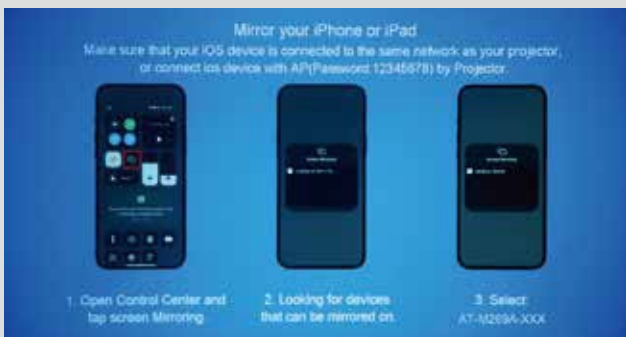 Mirror your iPhone or iPad
Make sure that your iOS device is connected to the same network as your projector,
or connect ios device with AP(Password:12345678) by Projector.
1. Open Control Center and
tap screen Mirroring.
2. Looking for devices
that can be mirrored on.
3. Select
AT-M269A-XXX